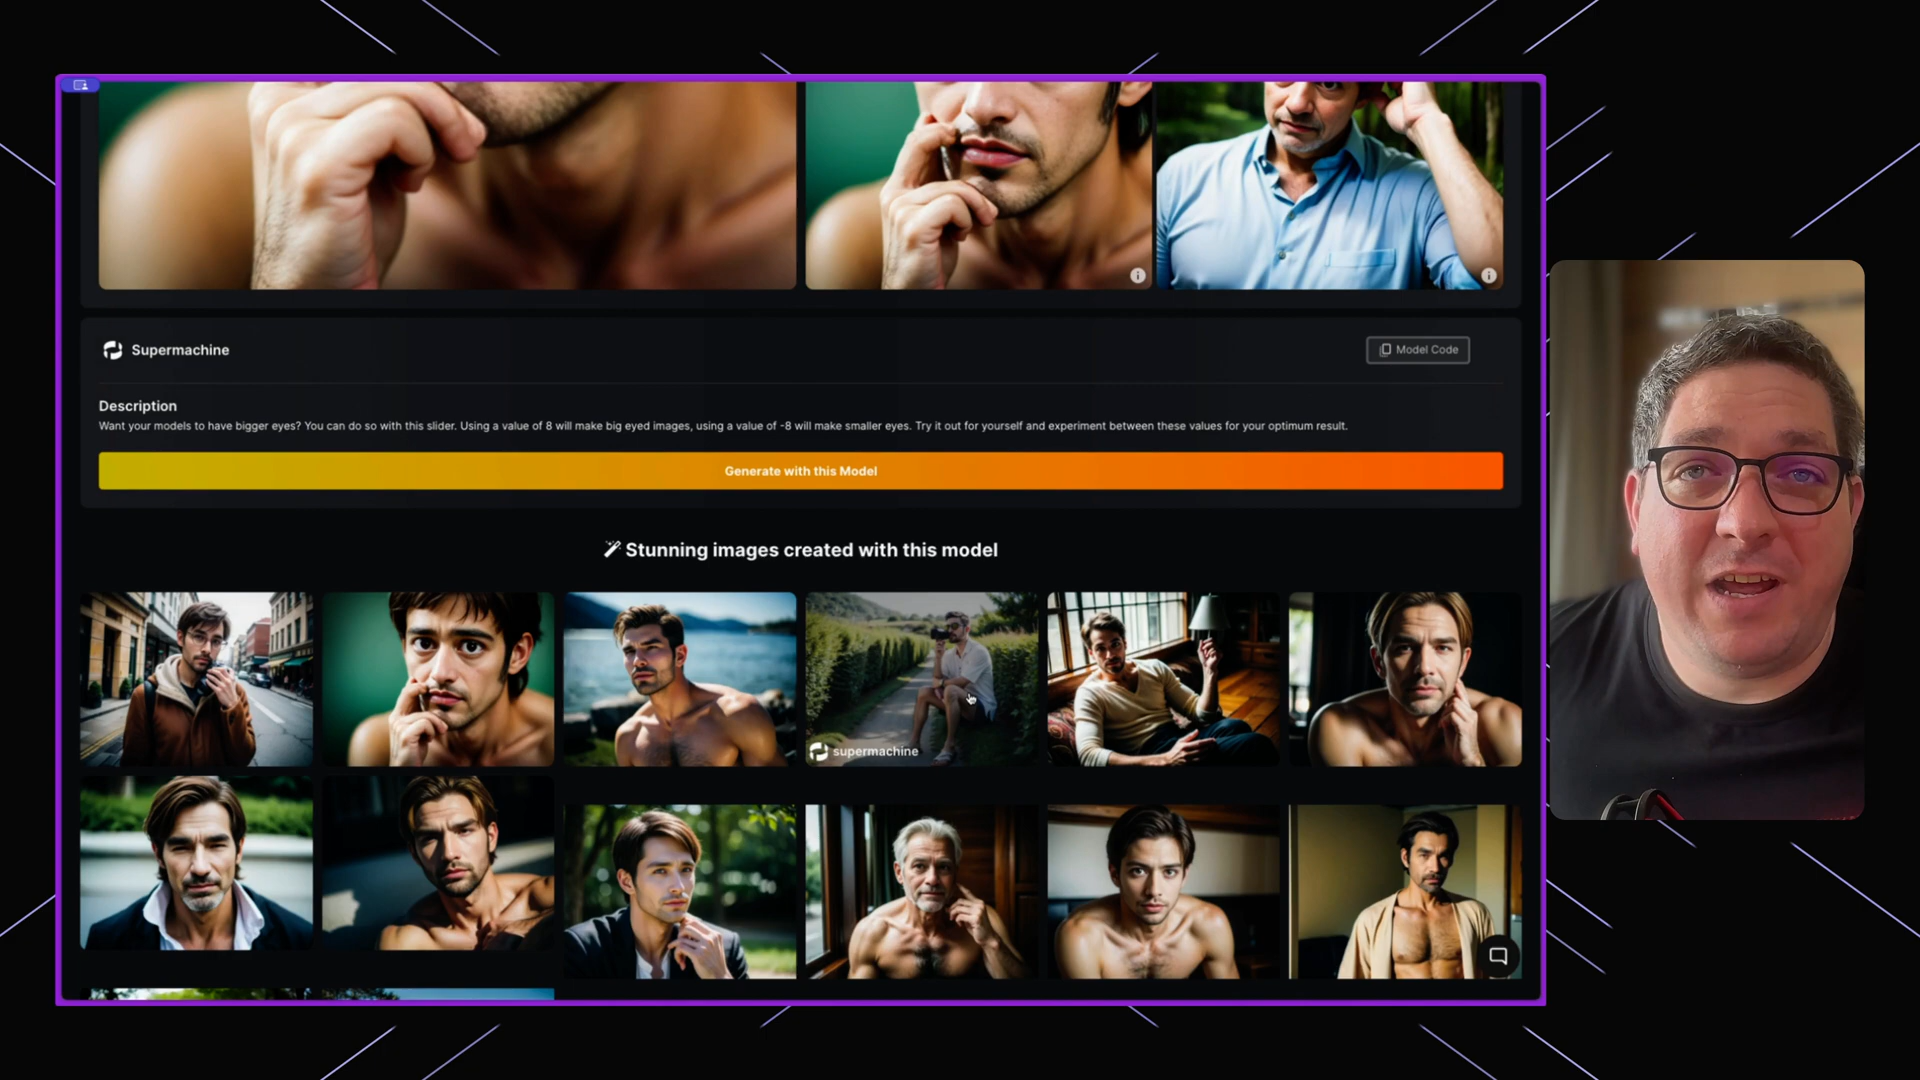 Supermachine
Model Code
Description
Want your models to have bigger eyes? You can do so with this slider. Using a value of 8 will make big eyed images, using a value of -8 will make smaller eyes. Try it out for yourself and experiment between these values for your optimum result.
Generate with this Model
Stunning images created with this model
supermachine